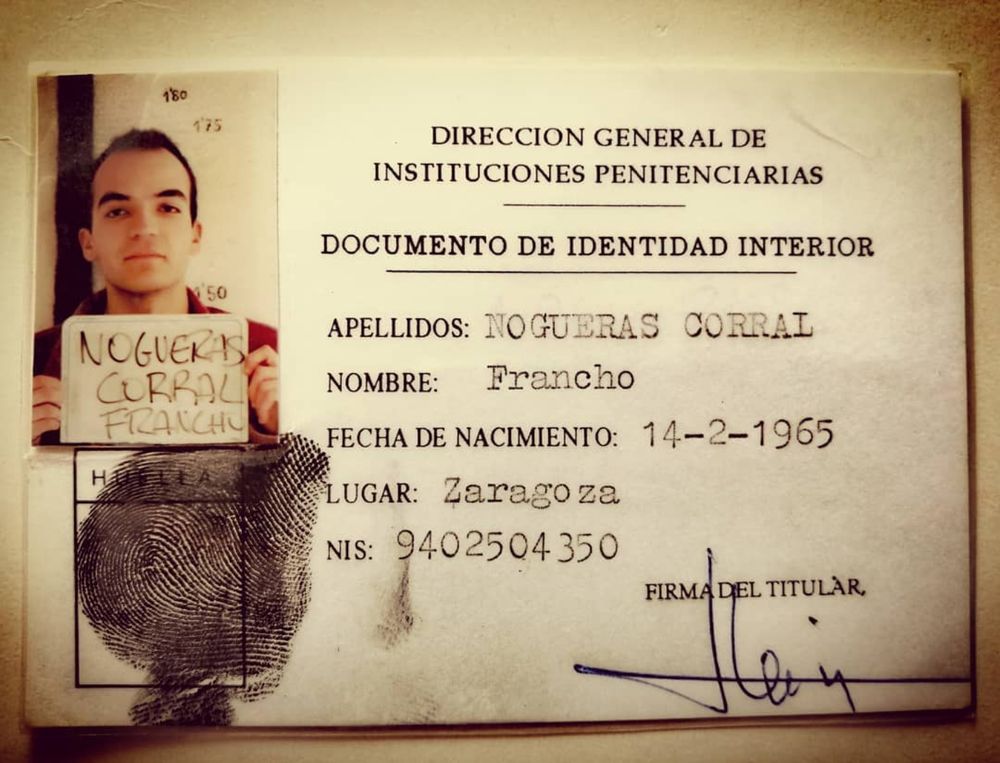 1'80
1'75
1'50
NOGUERAS
CORRAL
FRANCHO
HUELLA
DIRECCION GENERAL DE
INSTITUCIONES PENITENCIARIAS
DOCUMENTO DE IDENTIDAD INTERIOR
APELLIDOS: NOGUERAS CORRAL
NOMBRE: Francho
FECHA DE NACIMIENTO: 14-2-1965
LUGAR: Zaragoza
NIS: 9402504350
FIRMA DEL TITULAR,